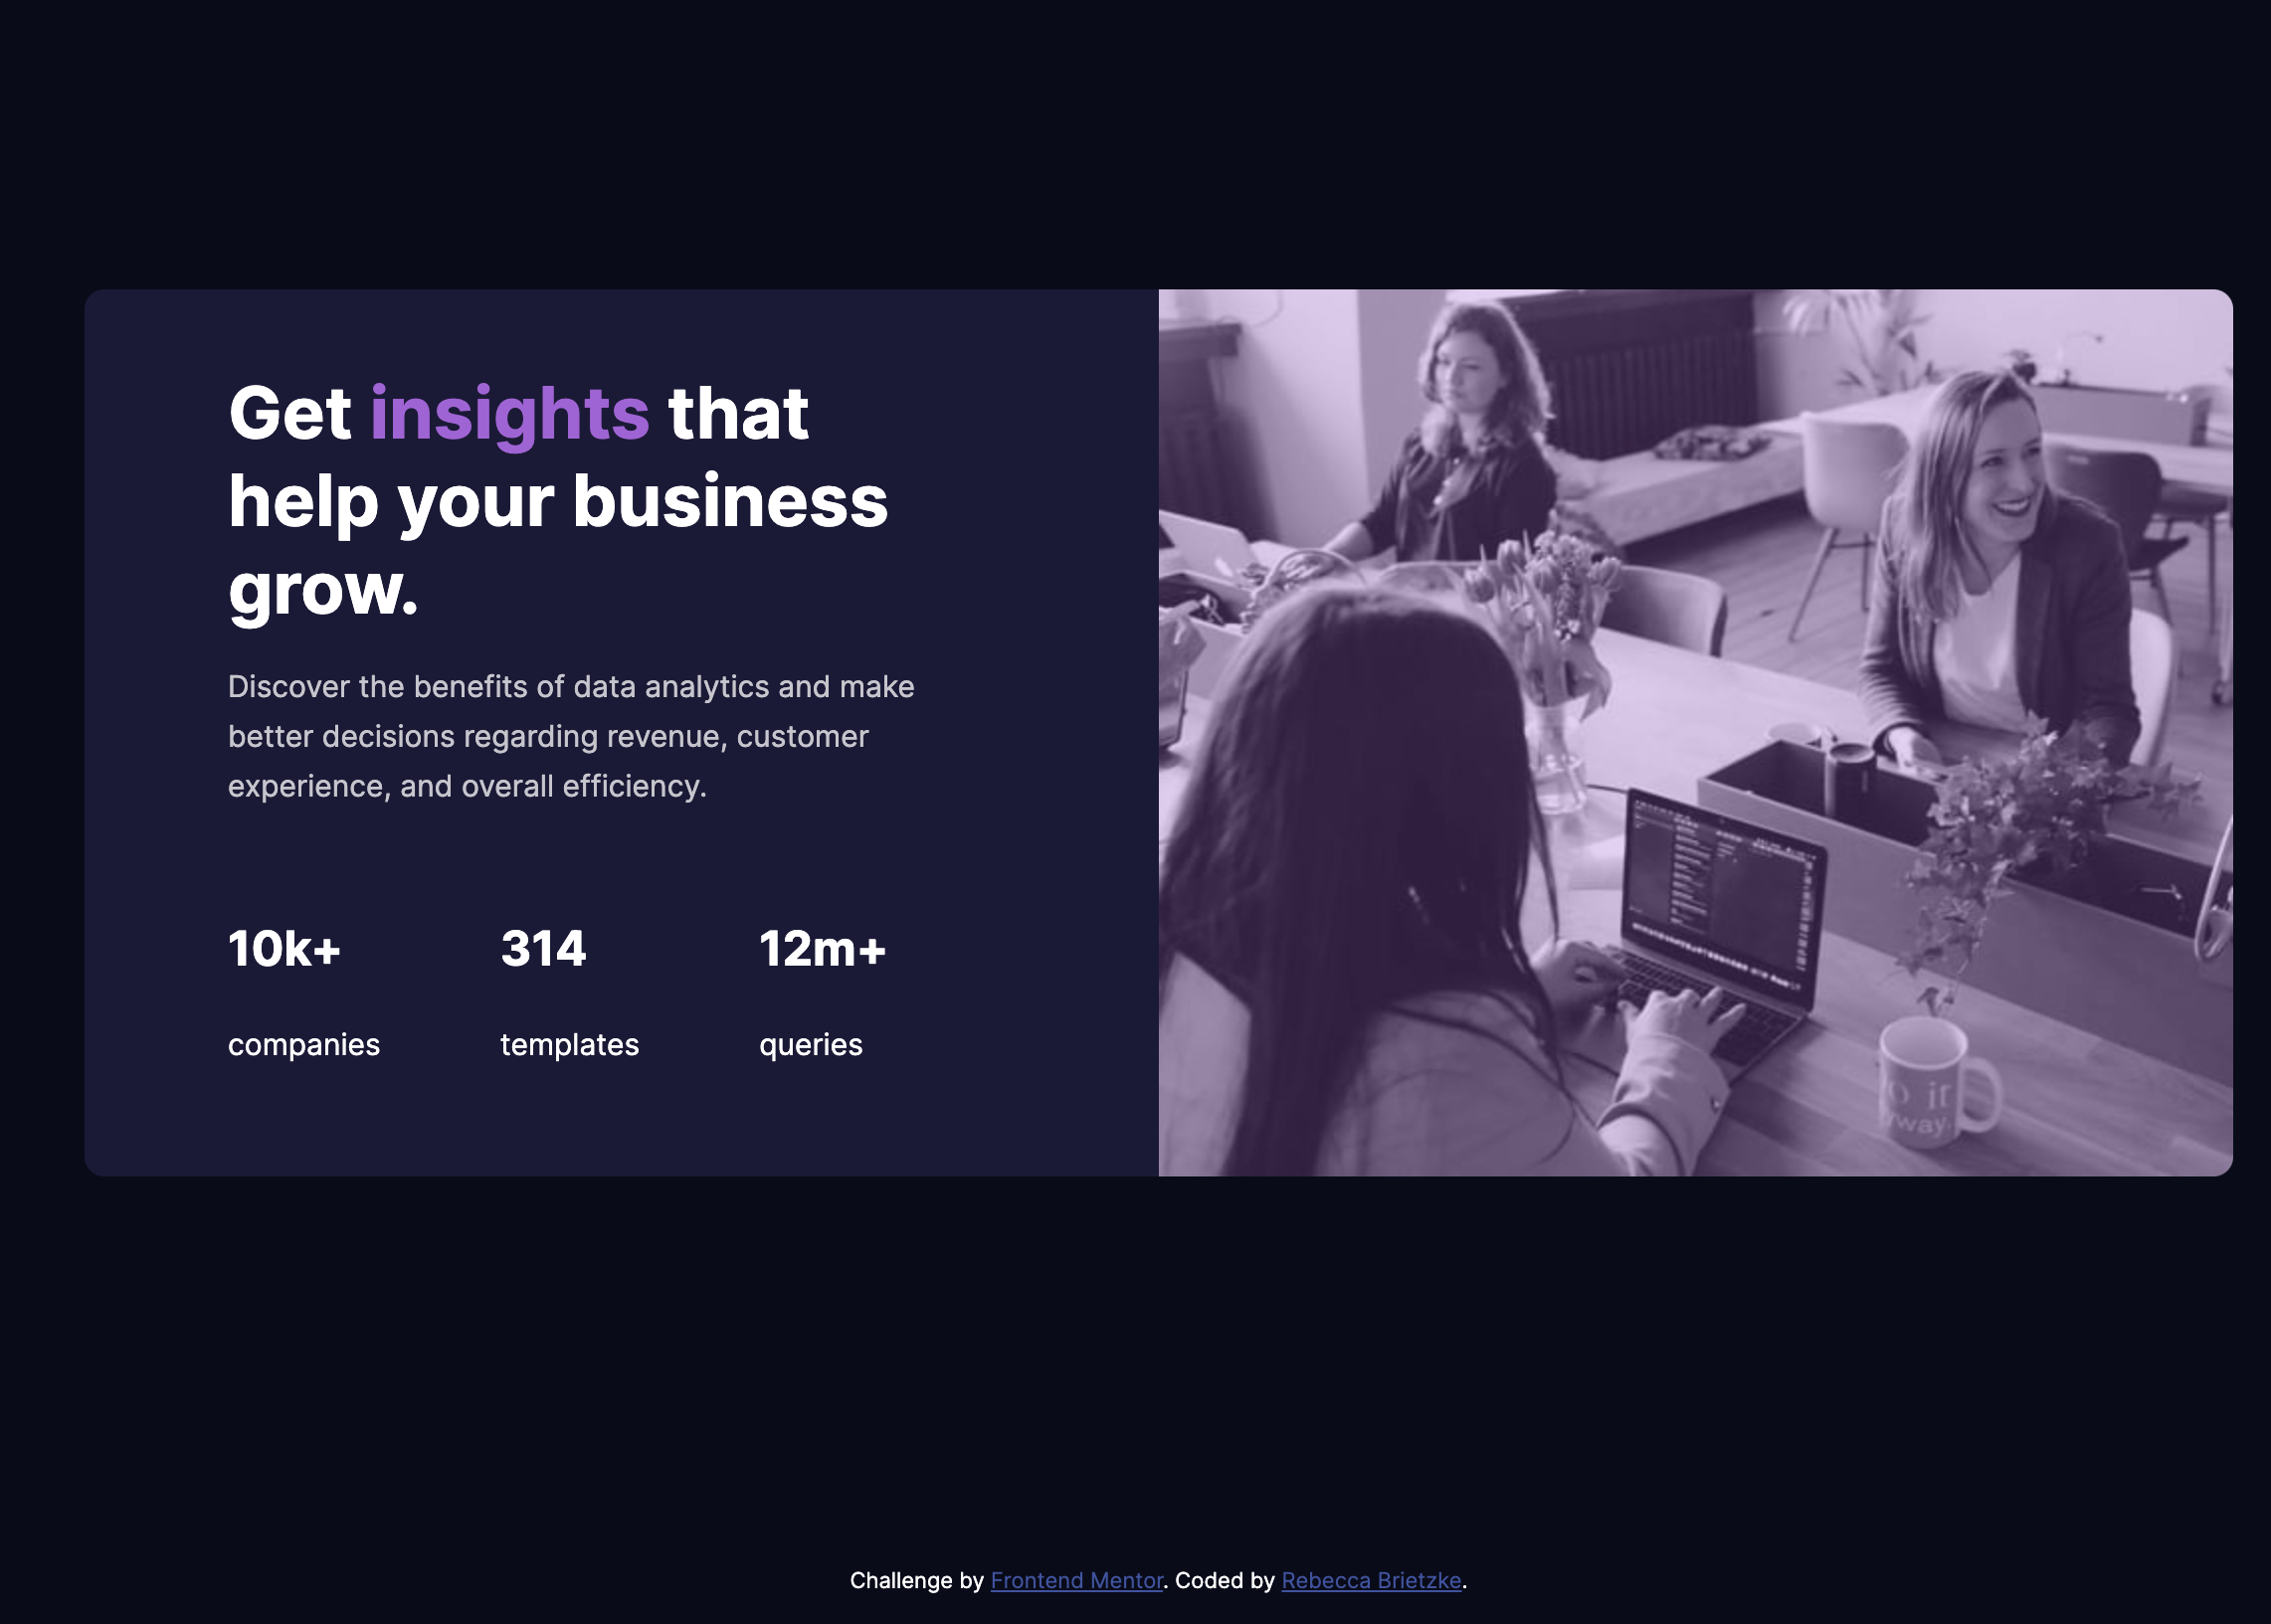 Get insights that
help your business
grow.
Discover the benefits of data analytics and make
better decisions regarding revenue, customer
experience, and overall efficiency.
10k+ 314 12m+
companies templates queries
o it
way.
Challenge by Frontend Mentor. Coded by Rebecca Brietzke.